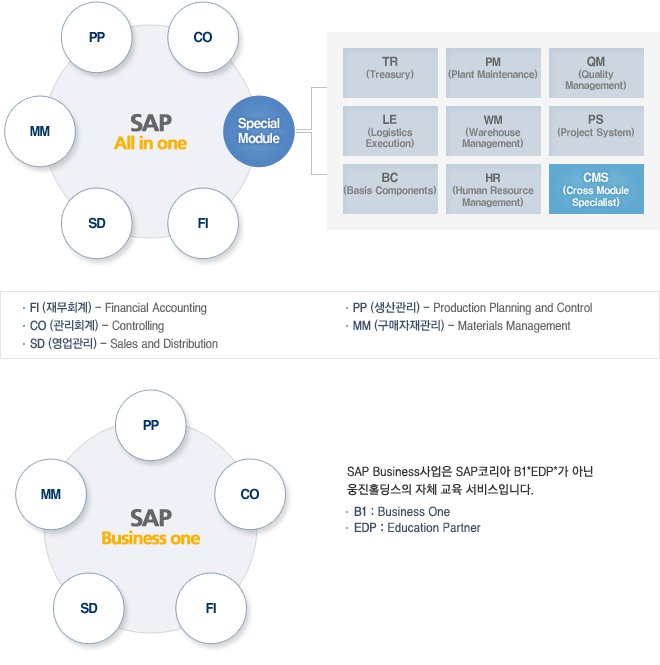 PP
CO
MM
SAP
All in one
Special
Module
SD
FI
TR
(Treasury)
PM
(Plant Maintenance)
QM
(Quality
Management)
LE
(Logistics
Execution)
WM
(Warehouse
Management)
PS
(Project System)
BC
(Basis Components)
HR
(Human Resource
Management)
CMS
(Cross Module
Specialist)
· FI (재무회계) – Financial Accounting
· CO (관리회계) – Controlling
· SD (영업관리) – Sales and Distribution
· PP (생산관리) – Production Planning and Control
· MM (구매자재관리) – Materials Management
PP
MM
CO
SAP
Business one
SD
FI
SAP Business사업은 SAP코리아 B1*EDP*가 아닌
웅진홀딩스의 자체 교육 서비스입니다.
· B1 : Business One
· EDP : Education Partner